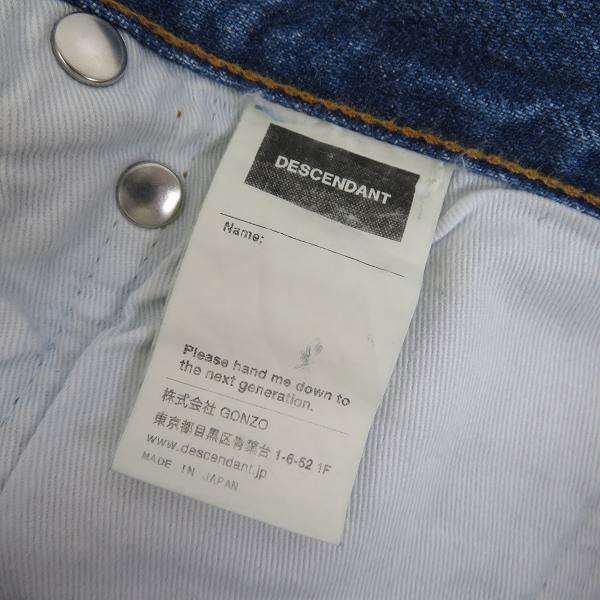 DESCENDANT
Name:
Please hand me down to
the next generation.
株式会社 GONZO
東京都目黒区青葉台 1-6-52 1F
www.descendant.jp
MADE IN JAPAN